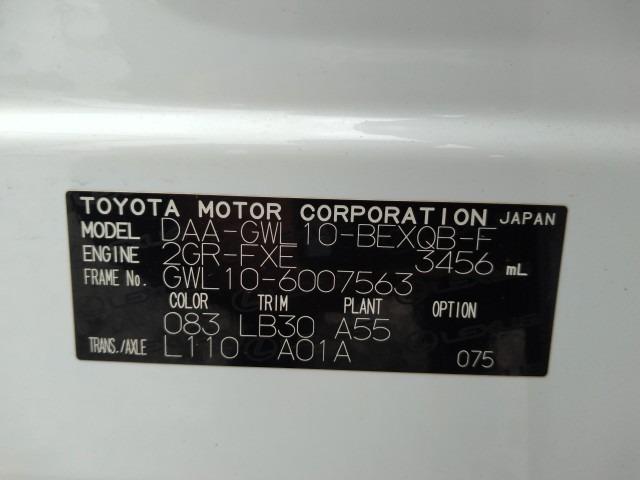 TOYOTA MOTOR CORPORATION JAPAN
MODEL DAA-GWL10-BEXQB-F
ENGINE 2GR-FXE 3456 mL
FRAME No. GWL10-6007563
COLOR TRIM PLANT OPTION
083 LB30 A55
TRANS./AXLE L110 A01A 075